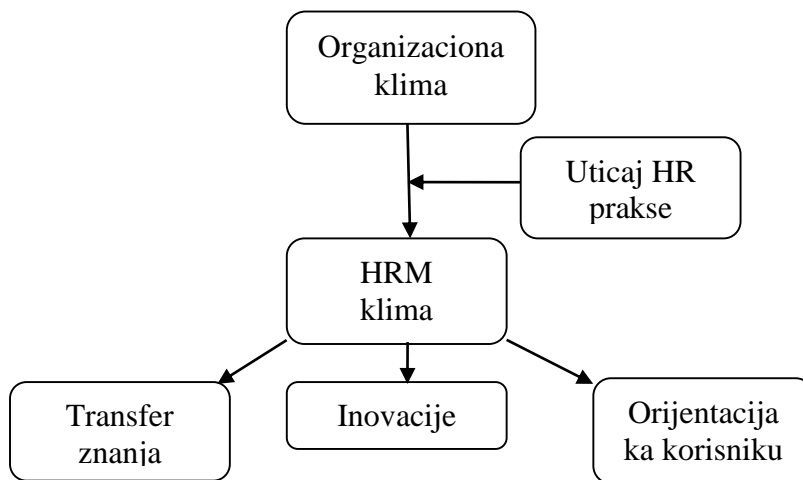 Organizaciona
klima
Uticaj HR
prakse
HRM
klima
Transfer
znanja
Inovacije
Orijentacija
ka korisniku